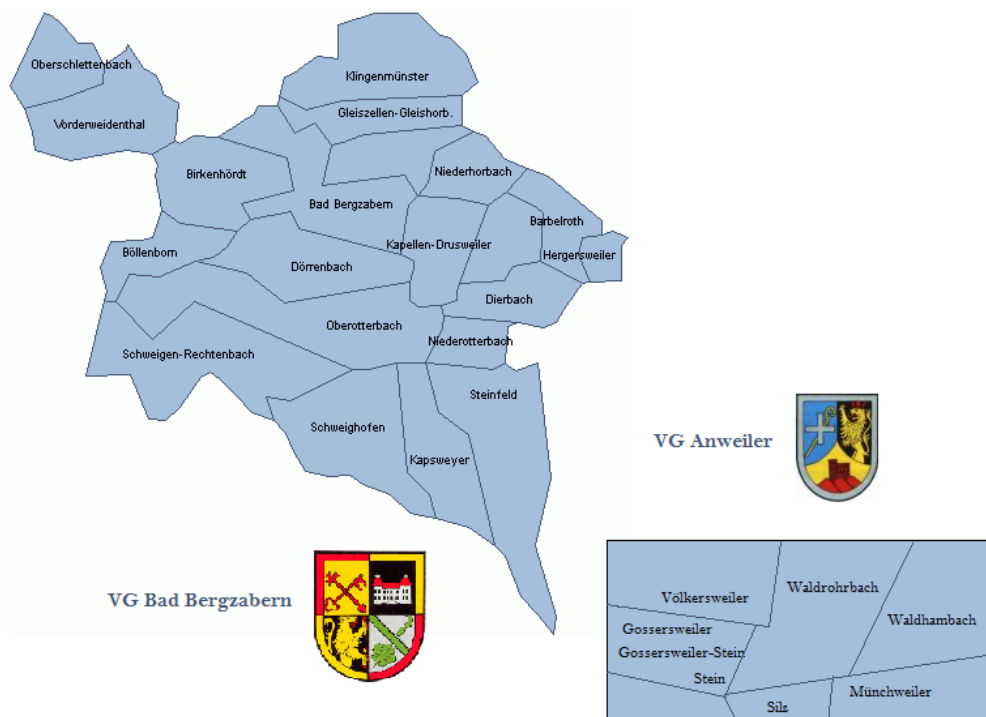 Oberschlettenbach
Klingenmünster
Gleiszellen-Gleishorb.
Vorderweidenthal
Niederhorbach
Birkenhördt
Bad Bergzabern
Barbelroth
Kapellen-Drusweiler
Böllenborn
Hergersweiler
Dörrenbach
Dierbach
Oberotterbach
Niederotterbach
Schweigen-Rechtenbach
Steinfeld
Schweighofen
Kapsweyer
VG Anweiler
VG Bad Bergzabern
Waldrohrbach
Völkersweiler
Waldhambach
Gossersweiler
Gossersweiler-Stein
Stein
Münchweiler
Silz